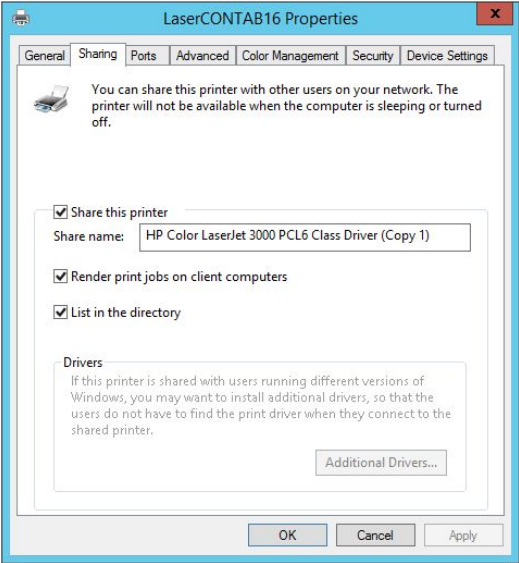 LaserCONTAB16 Properties
x
General Sharing Ports Advanced Color Management Security Device Settings
You can share this printer with other users on your network. The
printer will not be available when the computer is sleeping or turned
off.
Share this printer
Share name: HP Color LaserJet 3000 PCL6 Class Driver (Copy 1)
Render print jobs on client computers
List in the directory
Drivers
If this printer is shared with users running different versions of
Windows, you may want to install additional drivers, so that the
users do not have to find the print driver when they connect to the
shared printer.
Additional Drivers...
OK Cancel Apply